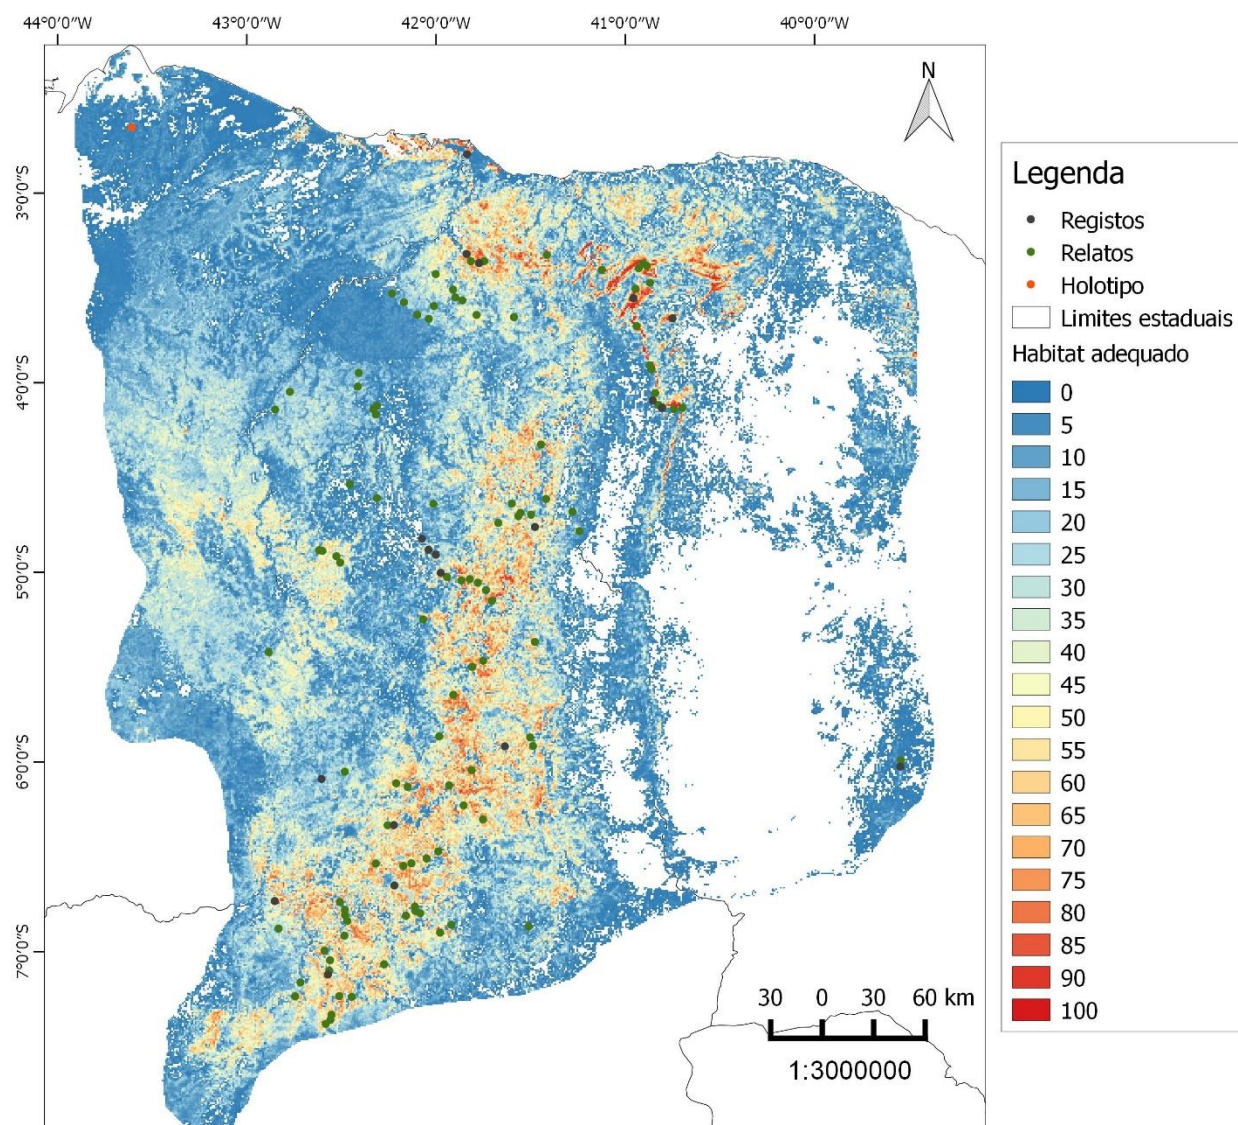 44°0'0"W 43°0'0"W 42°0'0"W 41°0'0"W 40°0'0"W
N
3°0'0"S
4°0'0"S
5°0'0"S
6°0'0"S
7°0'0"S
30 0 30 60 km
1:3000000
Legenda
Registos
Relatos
Holotipo
Limites estaduais
Habitat adequado
0
5
10
15
20
25
30
35
40
45
50
55
60
65
70
75
80
85
90
100